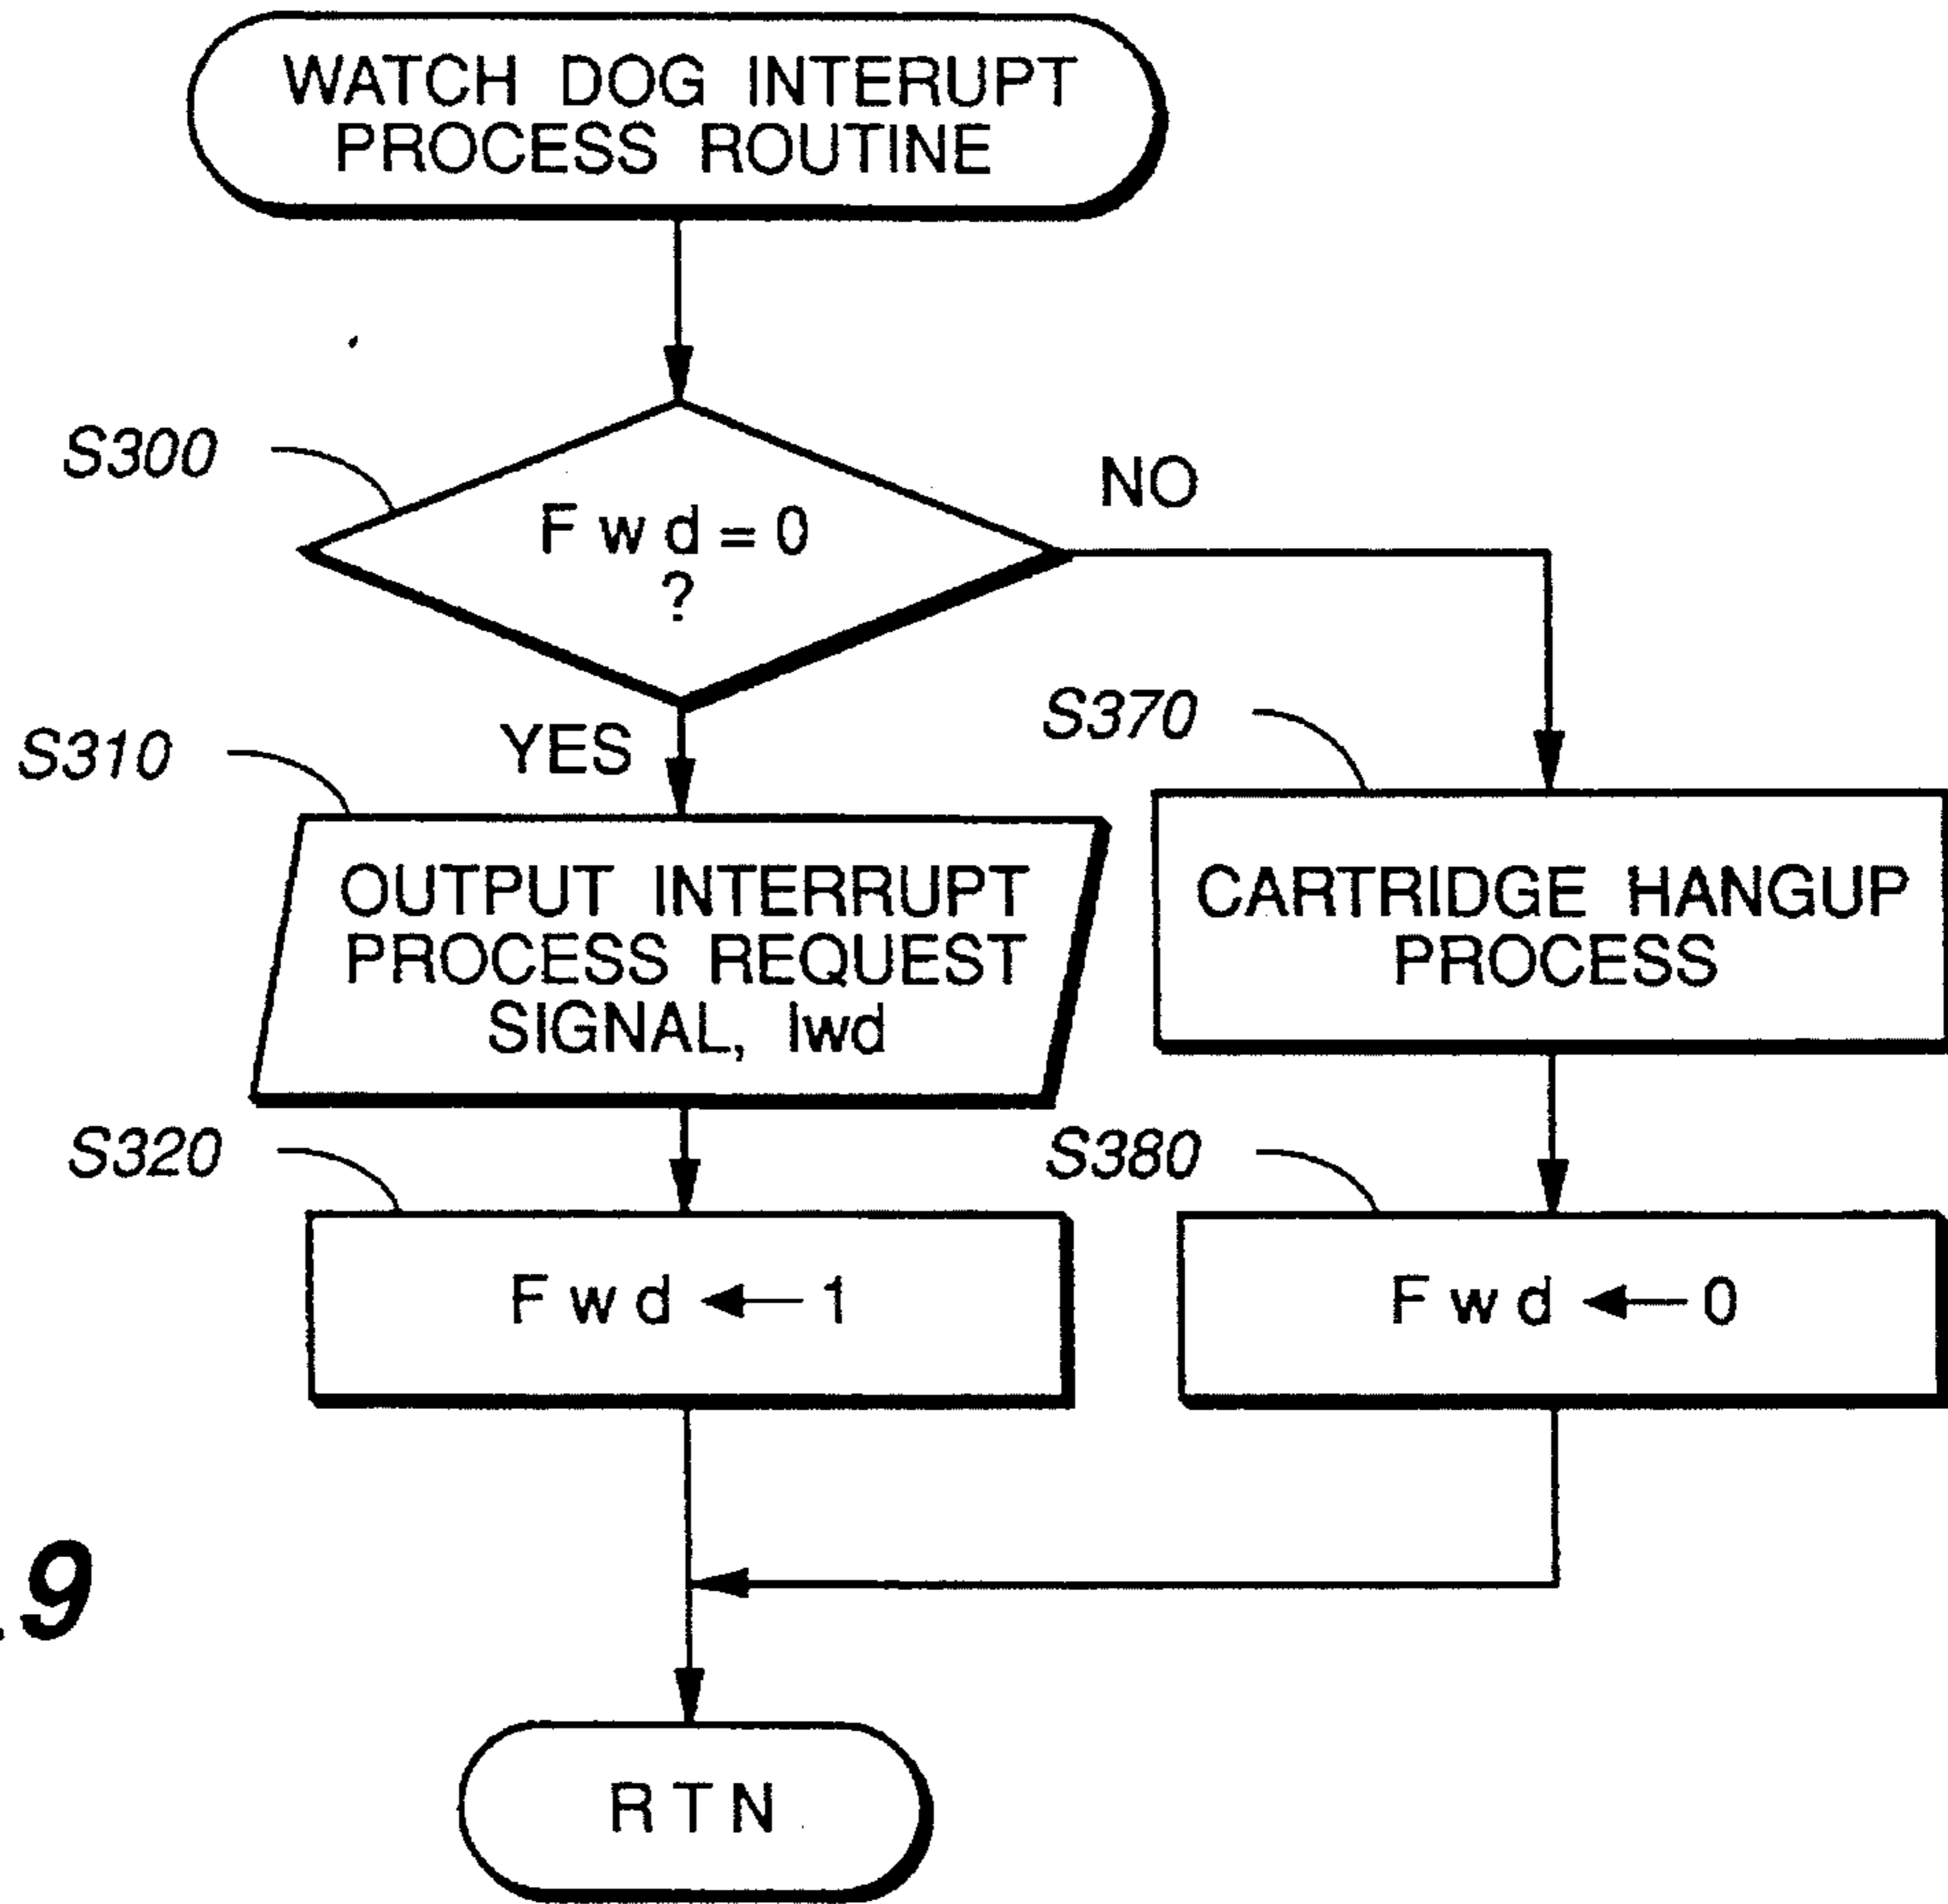 WATCH DOG INTERUPT
PROCESS ROUTINE
S300
F w d = 0
?
NO
YES
S310
OUTPUT INTERRUPT
PROCESS REQUEST
SIGNAL, Iwd
S370
CARTRIDGE HANGUP
PROCESS
S320
F w d ← 1
S380
F w d ← 0
.9
R T N